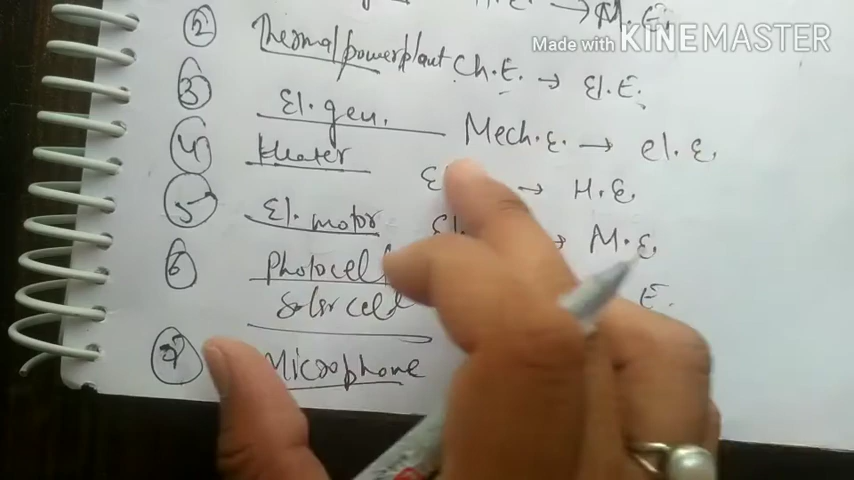 H.E. → M.E.
Made with KINEMASTER
② Thermal powerplant Ch.E. → El.E.
③ El. gen. Mech.E. → el.E.
④ Heater → H.E.
⑤ El. motor El. → M.E.
⑥ Photocell
Solar cell E.
⑦ Microphone